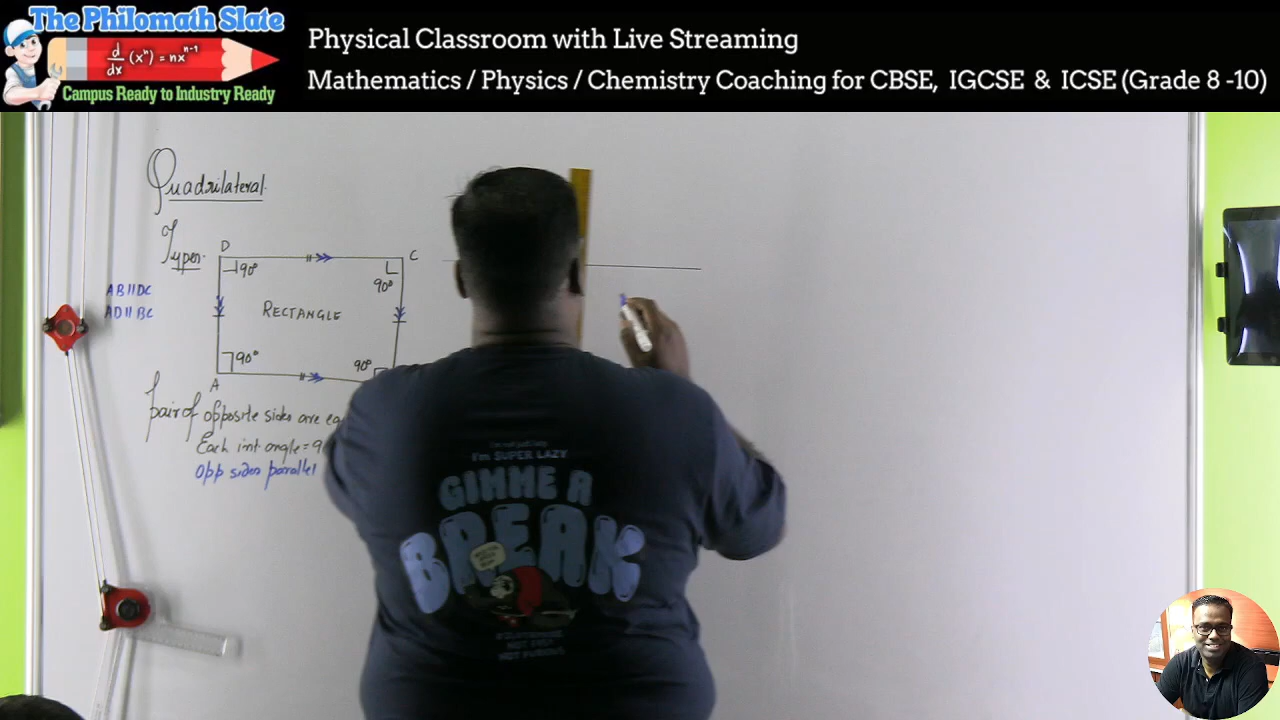 The Philomath Slate
d/dx (xⁿ) = nxⁿ⁻¹
Campus Ready to Industry Ready
Physical Classroom with Live Streaming
Mathematics / Physics / Chemistry Coaching for CBSE, IGCSE & ICSE (Grade 8 -10)
Quadrilateral
Types.
D
C
90°
90°
AB॥DC
AD॥BC
RECTANGLE
90°
90°
A
pair of opposite sides are
Each int. angle = 9
Opp sides parallel
I'm SUPER LAZY
GIMME A
BREAK